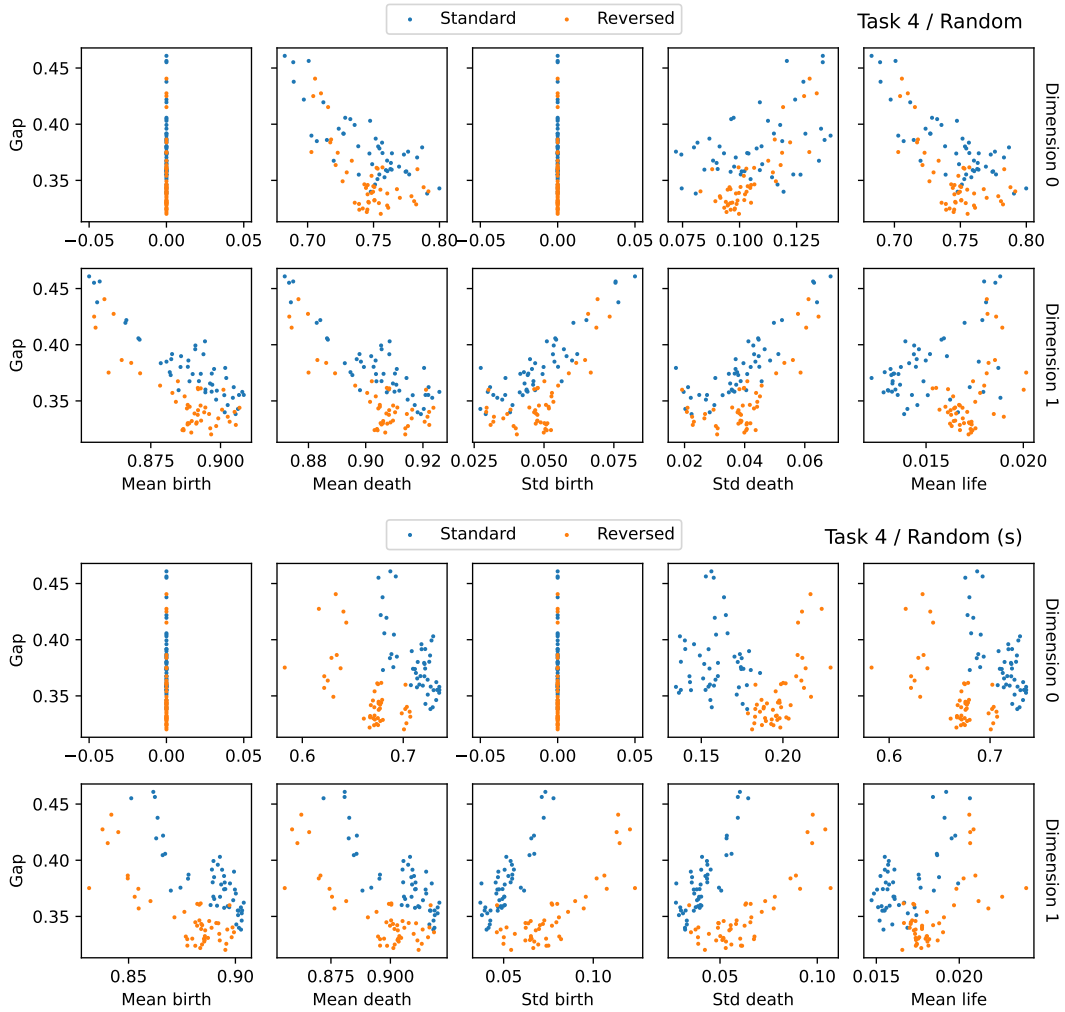 Standard Reversed Task 4 / Random
0.45
0.40
0.35
Gap
−0.05 0.00 0.05
0.70 0.75 0.80
−0.05 0.00 0.05
0.075 0.100 0.125
0.70 0.75 0.80
Dimension 0
0.45
0.40
0.35
Gap
0.875 0.900
0.88 0.90 0.92
0.025 0.050 0.075
0.02 0.04 0.06
0.015 0.020
Dimension 1
Mean birth Mean death Std birth Std death Mean life
Standard Reversed Task 4 / Random (s)
0.45
0.40
0.35
Gap
−0.05 0.00 0.05
0.6 0.7
−0.05 0.00 0.05
0.15 0.20
0.6 0.7
Dimension 0
0.45
0.40
0.35
Gap
0.85 0.90
0.875 0.900
0.05 0.10
0.05 0.10
0.015 0.020
Dimension 1
Mean birth Mean death Std birth Std death Mean life